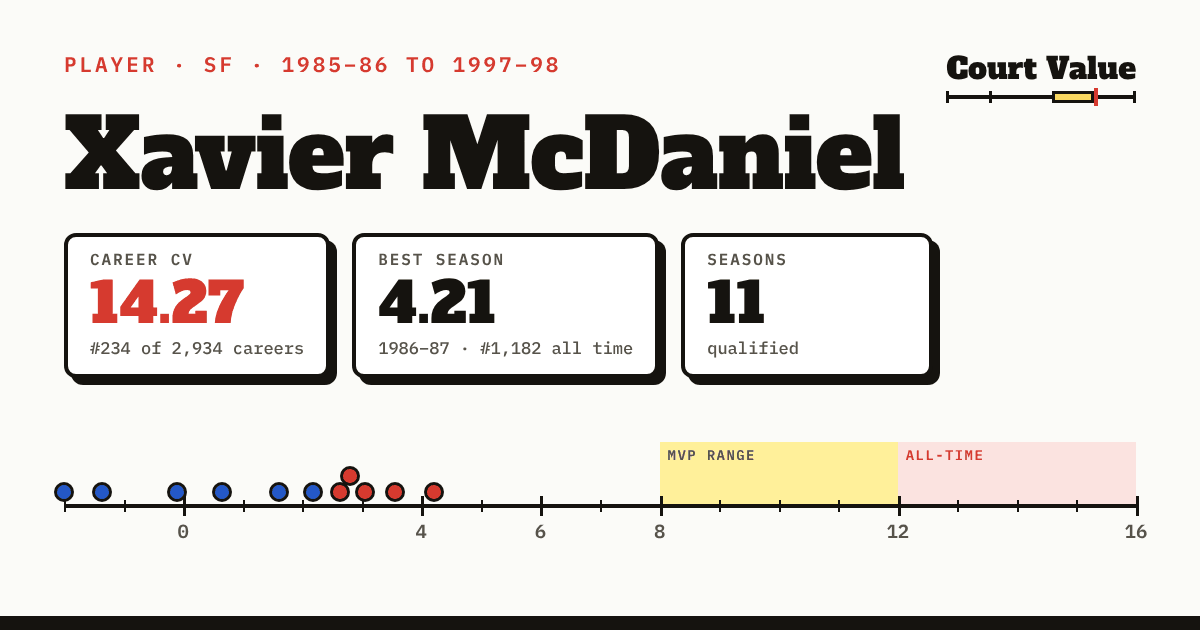 PLAYER · SF · 1985–86 TO 1997–98
Court Value
Xavier McDaniel
CAREER CV
14.27
#234 of 2,934 careers
BEST SEASON
4.21
1986–87 · #1,182 all time
SEASONS
11
qualified
MVP RANGE
ALL-TIME
0 4 6 8 12 16